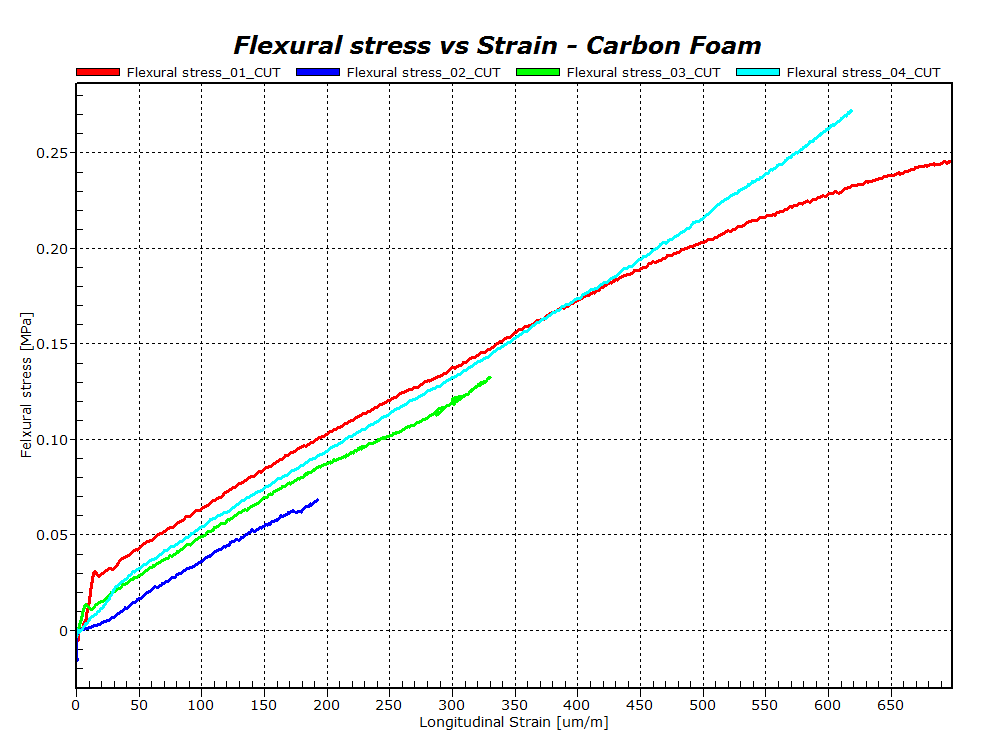 Flexural stress vs Strain - Carbon Foam
Flexural stress_01_CUT Flexural stress_02_CUT Flexural stress_03_CUT Flexural stress_04_CUT
0.25
0.20
0.15
0.10
0.05
0
Felxural stress [MPa]
0 50 100 150 200 250 300 350 400 450 500 550 600 650
Longitudinal Strain [um/m]